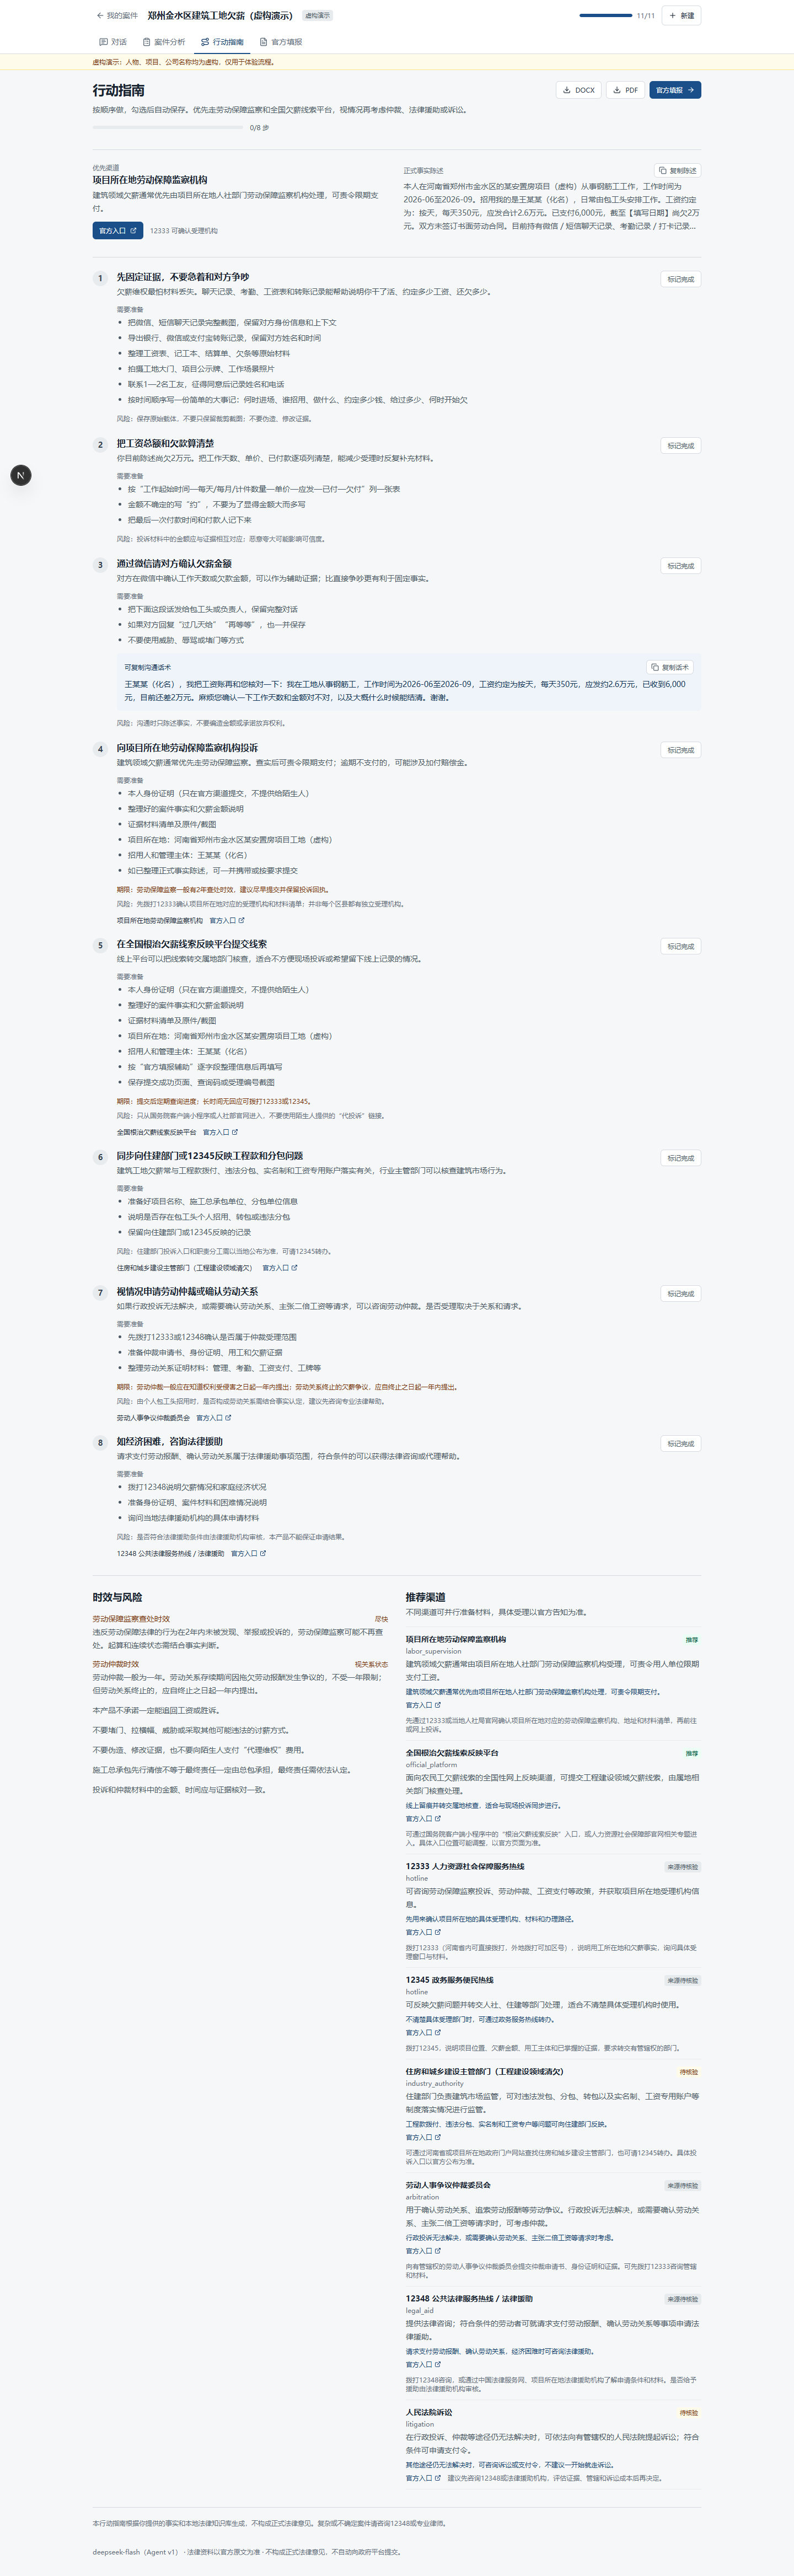 我的案件
郑州金水区建筑工地欠薪（虚构演示）
虚构演示
11/11
新建
对话
案件分析
行动指南
官方填报
虚构演示：人物、项目、公司名称均为虚构，仅用于体验流程。
行动指南
DOCX
PDF
官方填报
按顺序做，勾选后自动保存。优先走劳动保障监察和全国欠薪线索平台，视情况再考虑仲裁、法律援助或诉讼。
0/8 步
优先渠道
项目所在地劳动保障监察机构
建筑领域欠薪通常优先由项目所在地人社部门劳动保障监察机构处理，可责令限期支
付。
官方入口
12333 可确认受理机构
正式事实陈述
复制陈述
本人在河南省郑州市金水区的某安置房项目（虚构）从事钢筋工工作，工作时间为
2026-06至2026-09。招用我的是王某某（化名），日常由包工头安排工作。工资约定
为：按天，每天350元，应发合计2.6万元。已支付6,000元，截至【填写日期】尚欠2万
元。双方未签订书面劳动合同。目前持有微信 / 短信聊天记录、考勤记录 / 打卡记录...
1
先固定证据，不要急着和对方争吵
标记完成
欠薪维权最怕材料丢失。聊天记录、考勤、工资表和转账记录能帮助说明你干了活、约定多少工资、还欠多少。
需要准备
• 把微信、短信聊天记录完整截图，保留对方身份信息和上下文
• 导出银行、微信或支付宝转账记录，保留对方姓名和时间
• 整理工资表、记工本、结算单、欠条等原始材料
• 拍摄工地大门、项目公示牌、工作场景照片
• 联系1—2名工友，征得同意后记录姓名和电话
• 按时间顺序写一份简单的大事记：何时进场、谁招用、做什么、约定多少钱、给过多少、何时开始欠
风险：保存原始载体，不要只保留裁剪截图；不要伪造、修改证据。
2
把工资总额和欠款算清楚
标记完成
你目前陈述尚欠2万元。把工作天数、单价、已付款逐项列清楚，能减少受理时反复补充材料。
需要准备
• 按“工作起始时间—每天/每月/计件数量—单价—应发—已付—欠付”列一张表
• 金额不确定的写“约”，不要为了显得金额大而多写
• 把最后一次付款时间和付款人记下来
风险：投诉材料中的金额应与证据相互对应；恶意夸大可能影响可信度。
3
通过微信请对方确认欠薪金额
标记完成
对方在微信中确认工作天数或欠款金额，可以作为辅助证据；比直接争吵更有利于固定事实。
需要准备
• 把下面这段话发给包工头或负责人，保留完整对话
• 如果对方回复“过几天给”“再等等”，也一并保存
• 不要使用威胁、辱骂或堵门等方式
可复制沟通话术
复制话术
王某某（化名），我把工资账再和您核对一下：我在工地从事钢筋工，工作时间为2026-06至2026-09，工资约定为按天，每天350元，应发约2.6万元，已收到6,000
元，目前还差2万元。麻烦您确认一下工作天数和金额对不对，以及大概什么时候能结清。谢谢。
风险：沟通时只陈述事实，不要编造金额或承诺放弃权利。
4
向项目所在地劳动保障监察机构投诉
标记完成
建筑领域欠薪通常优先走劳动保障监察。查实后可责令限期支付；逾期不支付的，可能涉及加付赔偿金。
需要准备
• 本人身份证明（只在官方渠道提交，不提供给陌生人）
• 整理好的案件事实和欠薪金额说明
• 证据材料清单及原件/截图
• 项目所在地：河南省郑州市金水区某安置房项目工地（虚构）
• 招用人和管理主体：王某某（化名）
• 如已整理正式事实陈述，可一并携带或按要求提交
期限：劳动保障监察一般有2年查处时效，建议尽早提交并保留投诉回执。
风险：先拨打12333确认项目所在地对应的受理机构和材料清单；并非每个区县都有独立受理机构。
项目所在地劳动保障监察机构 官方入口
5
在全国根治欠薪线索反映平台提交线索
标记完成
线上平台可以把线索转交属地部门核查，适合不方便现场投诉或希望留下线上记录的情况。
需要准备
• 本人身份证明（只在官方渠道提交，不提供给陌生人）
• 整理好的案件事实和欠薪金额说明
• 证据材料清单及原件/截图
• 项目所在地：河南省郑州市金水区某安置房项目工地（虚构）
• 招用人和管理主体：王某某（化名）
• 按“官方填报辅助”逐字段整理信息后再填写
• 保存提交成功页面、查询码或受理编号截图
期限：提交后定期查询进度；长时间无回应可拨打12333或12345。
风险：只从国务院客户端小程序或人社部官网进入，不要使用陌生人提供的“代投诉”链接。
全国根治欠薪线索反映平台 官方入口
6
同步向住建部门或12345反映工程款和分包问题
标记完成
建筑工地欠薪常与工程款拨付、违法分包、实名制和工资专用账户落实有关，行业主管部门可以核查建筑市场行为。
需要准备
• 准备好项目名称、施工总承包单位、分包单位信息
• 说明是否存在包工头个人招用、转包或违法分包
• 保留向住建部门或12345反映的记录
风险：住建部门投诉入口和职责分工需以当地公布为准，可请12345转办。
住房和城乡建设主管部门（工程建设领域清欠） 官方入口
7
视情况申请劳动仲裁或确认劳动关系
标记完成
如果行政投诉无法解决，或需要确认劳动关系、主张二倍工资等请求，可以咨询劳动仲裁。是否受理取决于关系和请求。
需要准备
• 先拨打12333或12348确认是否属于仲裁受理范围
• 准备仲裁申请书、身份证明、用工和欠薪证据
• 整理劳动关系证明材料：管理、考勤、工资支付、工牌等
期限：劳动仲裁一般应在知道权利受侵害之日起一年内提出；劳动关系终止的欠薪争议，应自终止之日起一年内提出。
风险：由个人包工头招用时，是否构成劳动关系需结合事实认定，建议先咨询专业法律帮助。
劳动人事争议仲裁委员会 官方入口
8
如经济困难，咨询法律援助
标记完成
请求支付劳动报酬、确认劳动关系属于法律援助事项范围，符合条件的可以获得法律咨询或代理帮助。
需要准备
• 拨打12348说明欠薪情况和家庭经济状况
• 准备身份证明、案件材料和困难情况说明
• 询问当地法律援助机构的具体申请材料
风险：是否符合法律援助条件由法律援助机构审核，本产品不能保证申请结果。
12348 公共法律服务热线 / 法律援助 官方入口
时效与风险
劳动保障监察查处时效
尽快
违反劳动保障法律的行为在2年内未被发现、举报或投诉的，劳动保障监察可能不再查
处。起算和连续状态需结合事实判断。
劳动仲裁时效
视关系状态
劳动仲裁一般为一年。劳动关系存续期间因拖欠劳动报酬发生争议的，不受一年限制；
但劳动关系终止的，应自终止之日起一年内提出。
本产品不承诺一定能追回工资或胜诉。
不要堵门、拉横幅、威胁或采取其他可能违法的讨薪方式。
不要伪造、修改证据，也不要向陌生人支付“代理维权”费用。
施工总承包先行清偿不等于最终责任一定由总包承担，最终责任需依法认定。
投诉和仲裁材料中的金额、时间应与证据核对一致。
推荐渠道
不同渠道可并行准备材料，具体受理以官方告知为准。
项目所在地劳动保障监察机构
推荐
labor_supervision
建筑领域欠薪通常由项目所在地人社部门劳动保障监察机构受理，可责令用人单位限期
支付工资。
建筑领域欠薪通常优先由项目所在地人社部门劳动保障监察机构处理，可责令限期支付。
官方入口
先通过12333或当地人社局官网确认项目所在地对应的劳动保障监察机构、地址和材料清单，再前往
或网上投诉。
全国根治欠薪线索反映平台
推荐
official_platform
面向农民工欠薪线索的全国性网上反映渠道，可提交工程建设领域欠薪线索，由属地相
关部门核查处理。
线上留痕并转交属地核查，适合与现场投诉同步进行。
官方入口
可通过国务院客户端小程序中的“根治欠薪线索反映”入口，或人力资源社会保障部官网相关专题进
入。具体入口位置可能调整，以官方页面为准。
12333 人力资源社会保障服务热线
来源待核验
hotline
可咨询劳动保障监察投诉、劳动仲裁、工资支付等政策，并获取项目所在地受理机构信
息。
先用来确认项目所在地的具体受理机构、材料和办理路径。
官方入口
拨打12333（河南省内可直接拨打，外地拨打可加区号），说明用工所在地和欠薪事实，询问具体受
理窗口与材料。
12345 政务服务便民热线
来源待核验
hotline
可反映欠薪问题并转交人社、住建等部门处理，适合不清楚具体受理机构时使用。
不清楚具体受理部门时，可通过政务服务热线转办。
官方入口
拨打12345，说明项目位置、欠薪金额、用工主体和已掌握的证据，要求转交有管辖权的部门。
住房和城乡建设主管部门（工程建设领域清欠）
待核验
industry_authority
住建部门负责建筑市场监管，可对违法发包、分包、转包以及实名制、工资专用账户等
制度落实情况进行监管。
工程款拨付、违法分包、实名制和工资专户等问题可向住建部门反映。
官方入口
可通过河南省或项目所在地政府门户网站查找住房和城乡建设主管部门，也可请12345转办。具体投
诉入口以官方公布为准。
劳动人事争议仲裁委员会
来源待核验
arbitration
用于确认劳动关系、追索劳动报酬等劳动争议。行政投诉无法解决，或需要确认劳动关
系、主张二倍工资等请求时，可考虑仲裁。
行政投诉无法解决，或需要确认劳动关系、主张二倍工资等请求时考虑。
官方入口
向有管辖权的劳动人事争议仲裁委员会提交仲裁申请书、身份证明和证据。可先拨打12333咨询管辖
和材料。
12348 公共法律服务热线 / 法律援助
来源待核验
legal_aid
提供法律咨询；符合条件的劳动者可就请求支付劳动报酬、确认劳动关系等事项申请法
律援助。
请求支付劳动报酬、确认劳动关系，经济困难时可咨询法律援助。
官方入口
拨打12348咨询，或通过中国法律服务网、项目所在地法律援助机构了解申请条件和材料。是否给予
援助由法律援助机构审核。
人民法院诉讼
待核验
litigation
在行政投诉、仲裁等途径仍无法解决时，可依法向有管辖权的人民法院提起诉讼；符合
条件可申请支付令。
其他途径仍无法解决时，可咨询诉讼或支付令，不建议一开始就走诉讼。
官方入口 建议先咨询12348或法律援助机构，评估证据、管辖和诉讼成本后再决定。
本行动指南根据你提供的事实和本地法律知识库生成，不构成正式法律意见。复杂或不确定案件请咨询12348或专业律师。
deepseek-flash（Agent v1） · 法律资料以官方原文为准 · 不构成正式法律意见，不自动向政府平台提交。
N